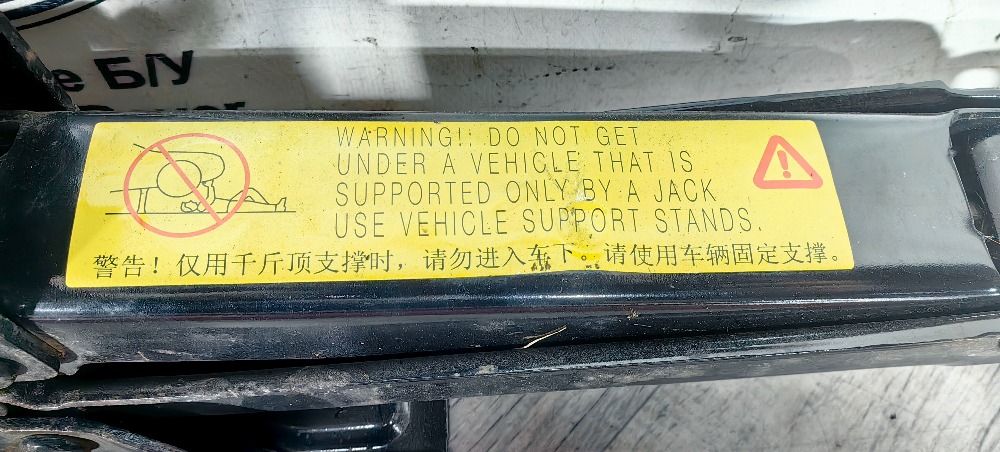 е Б/У
WARNING!! DO NOT GET
UNDER A VEHICLE THAT IS
SUPPORTED ONLY BY A JACK
USE VEHICLE SUPPORT STANDS.
警告！仅用千斤顶支撑时，请勿进入车下。请使用车辆固定支撑。